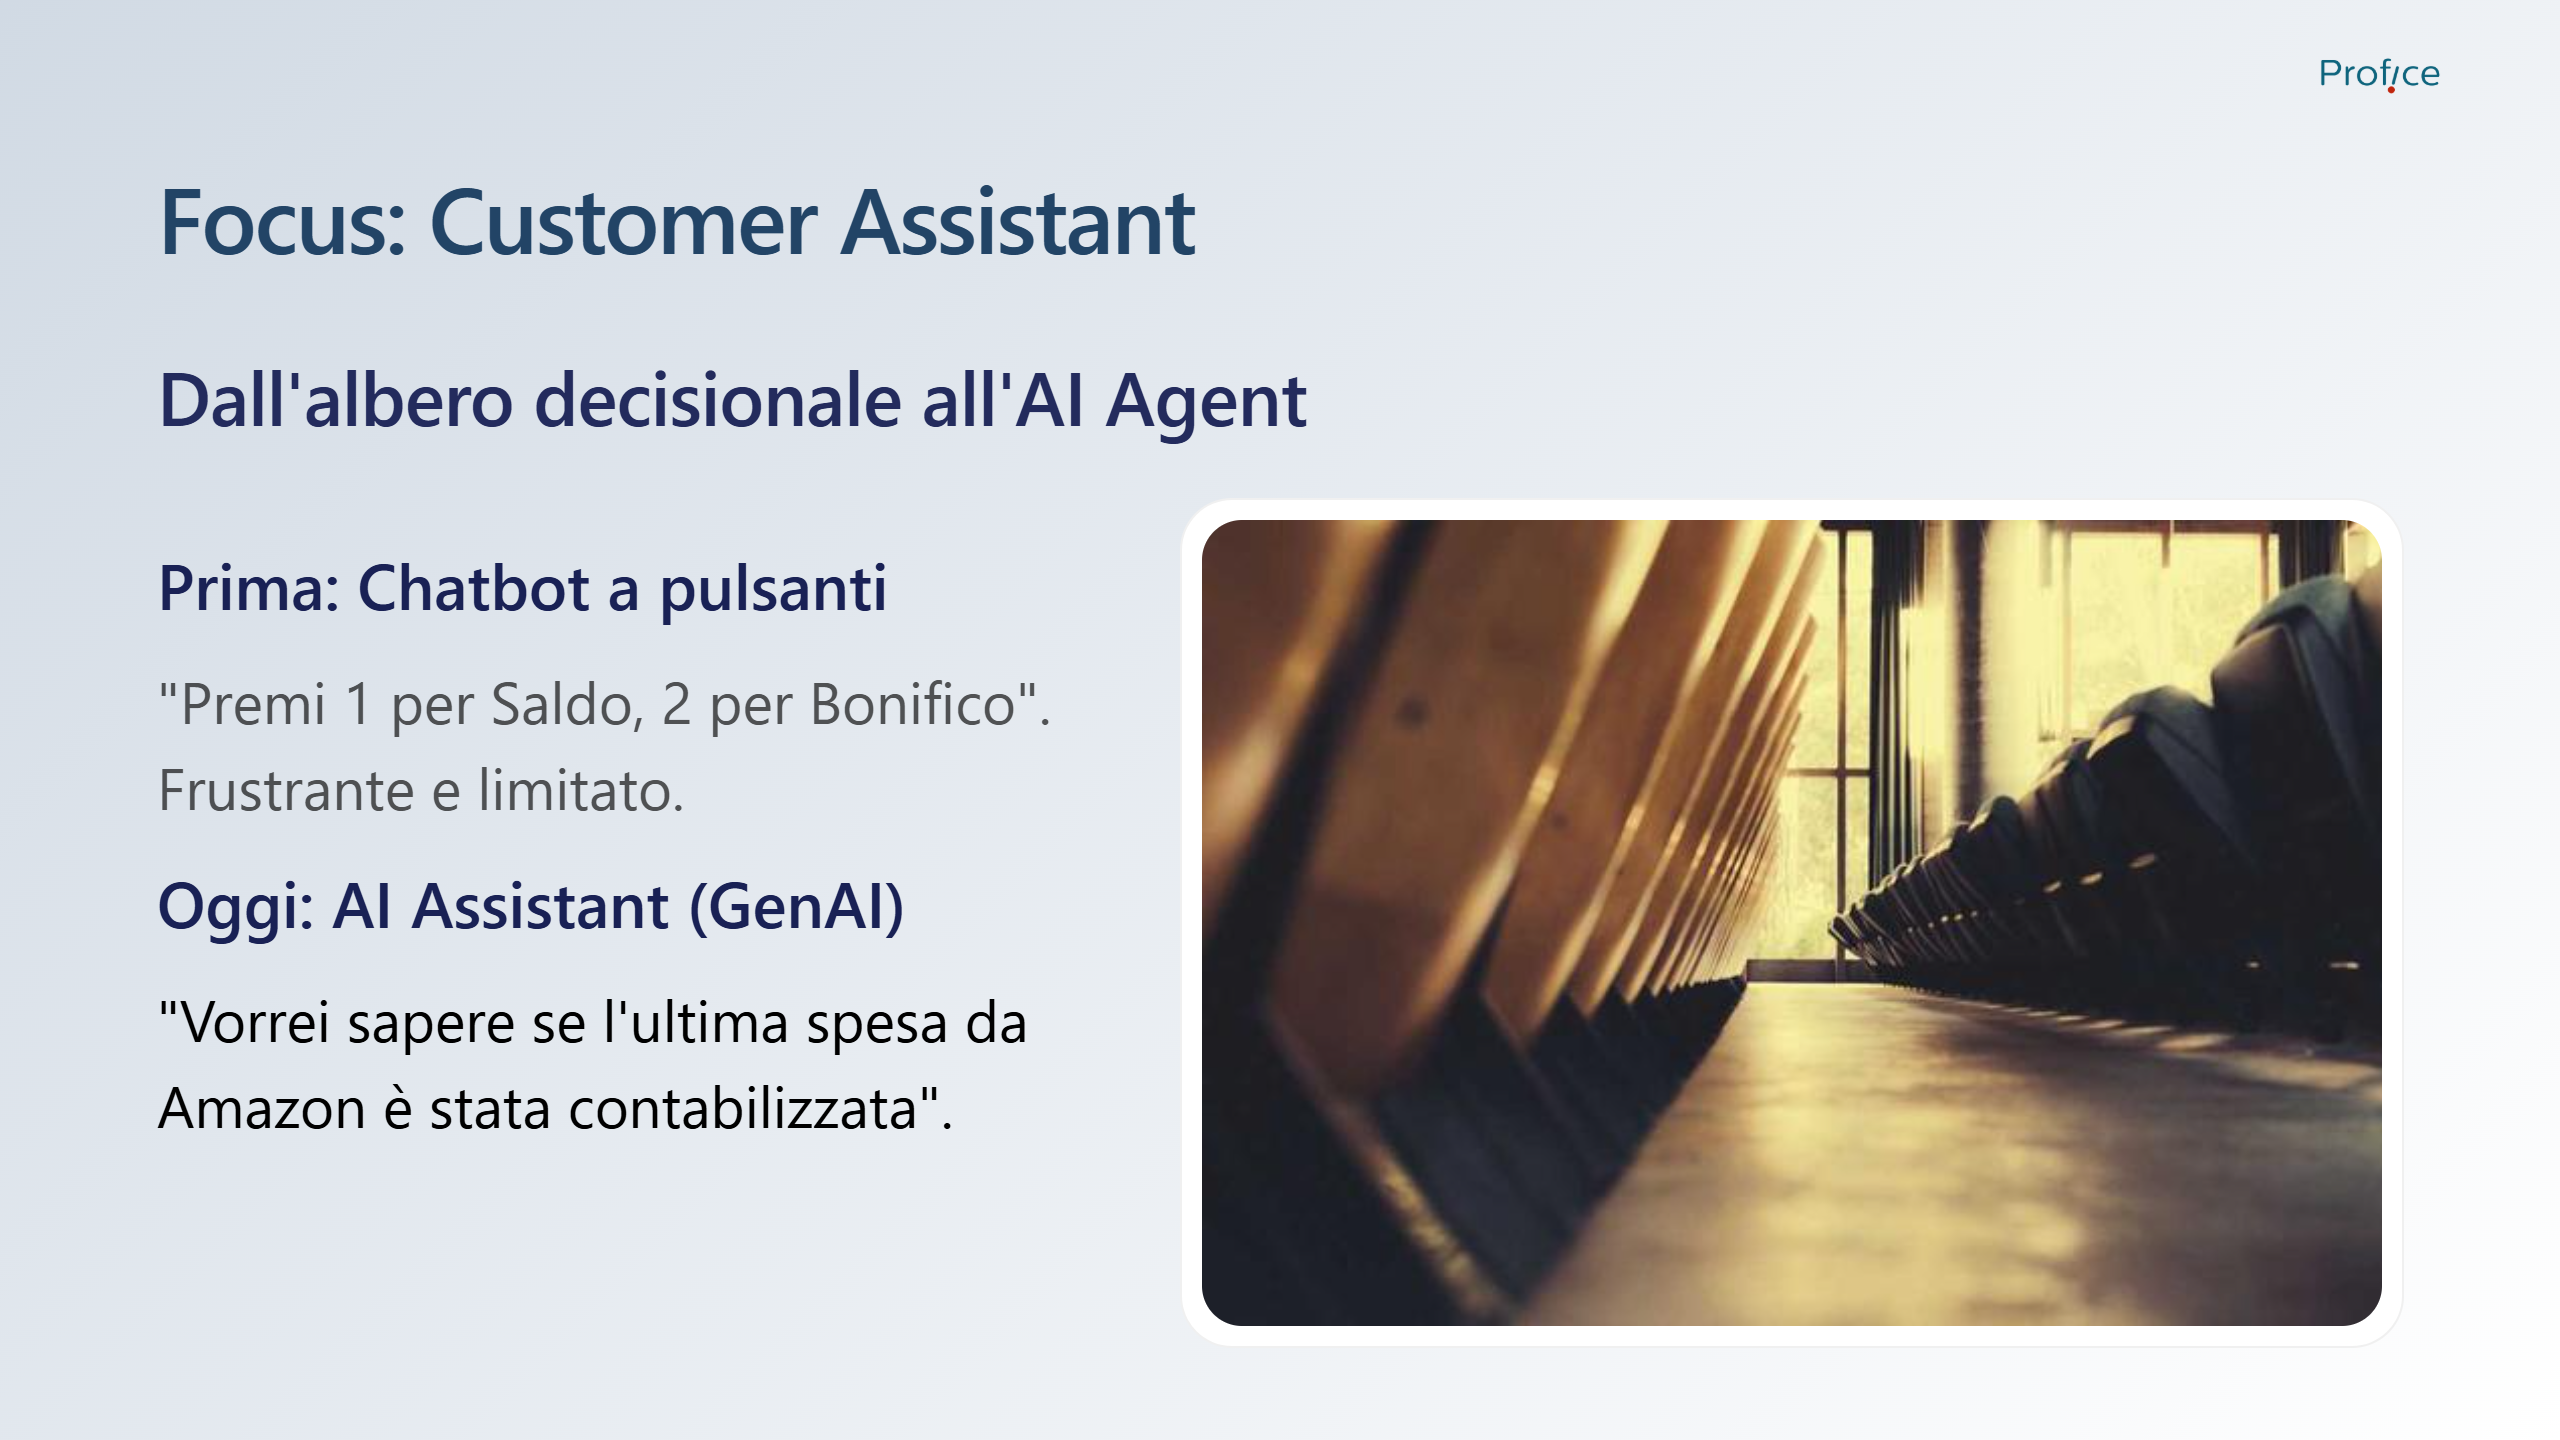 Profice
Focus: Customer Assistant
Dall'albero decisionale all'AI Agent
Prima: Chatbot a pulsanti
"Premi 1 per Saldo, 2 per Bonifico".
Frustrante e limitato.
Oggi: AI Assistant (GenAI)
"Vorrei sapere se l'ultima spesa da
Amazon è stata contabilizzata".